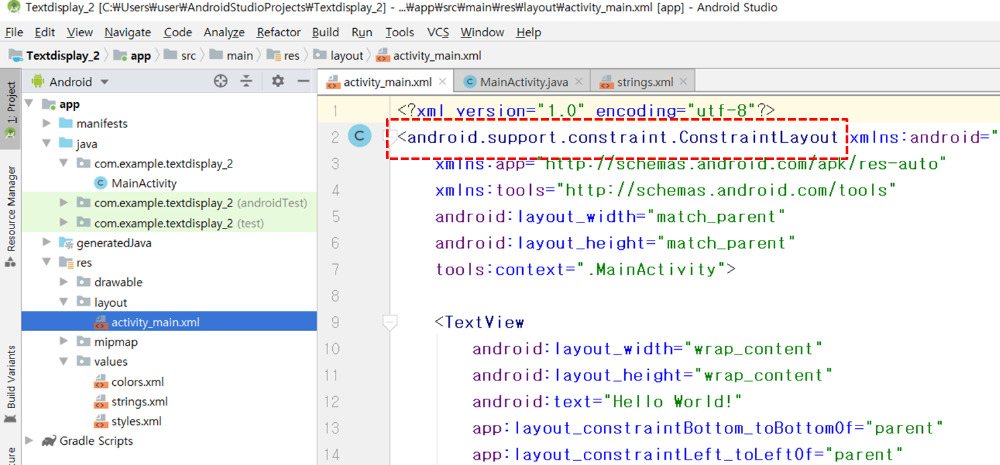 Textdisplay_2 [C:₩Users₩user₩AndroidStudioProjects₩Textdisplay_2] - ...₩app₩src₩main₩res₩layout₩activity_main.xml [app] - Android Studio
File Edit View Navigate Code Analyze Refactor Build Run Tools VCS Window Help
Textdisplay_2 app src main res layout activity_main.xml
1: Project
Resource Manager
Build Variants
Android
app
manifests
java
com.example.textdisplay_2
C MainActivity
com.example.textdisplay_2 (androidTest)
com.example.textdisplay_2 (test)
generatedJava
res
drawable
layout
activity_main.xml
mipmap
values
colors.xml
strings.xml
styles.xml
Gradle Scripts
activity_main.xml C MainActivity.java strings.xml
1 <?xml version="1.0" encoding="utf-8"?>
2 C <android.support.constraint.ConstraintLayout xmlns:android="
3 xmlns:app="http://schemas.android.com/apk/res-auto"
4 xmlns:tools="http://schemas.android.com/tools"
5 android:layout_width="match_parent"
6 android:layout_height="match_parent"
7 tools:context=".MainActivity">
8
9 <TextView
10 android:layout_width="wrap_content"
11 android:layout_height="wrap_content"
12 android:text="Hello World!"
13 app:layout_constraintBottom_toBottomOf="parent"
14 app:layout_constraintLeft_toLeftOf="parent"